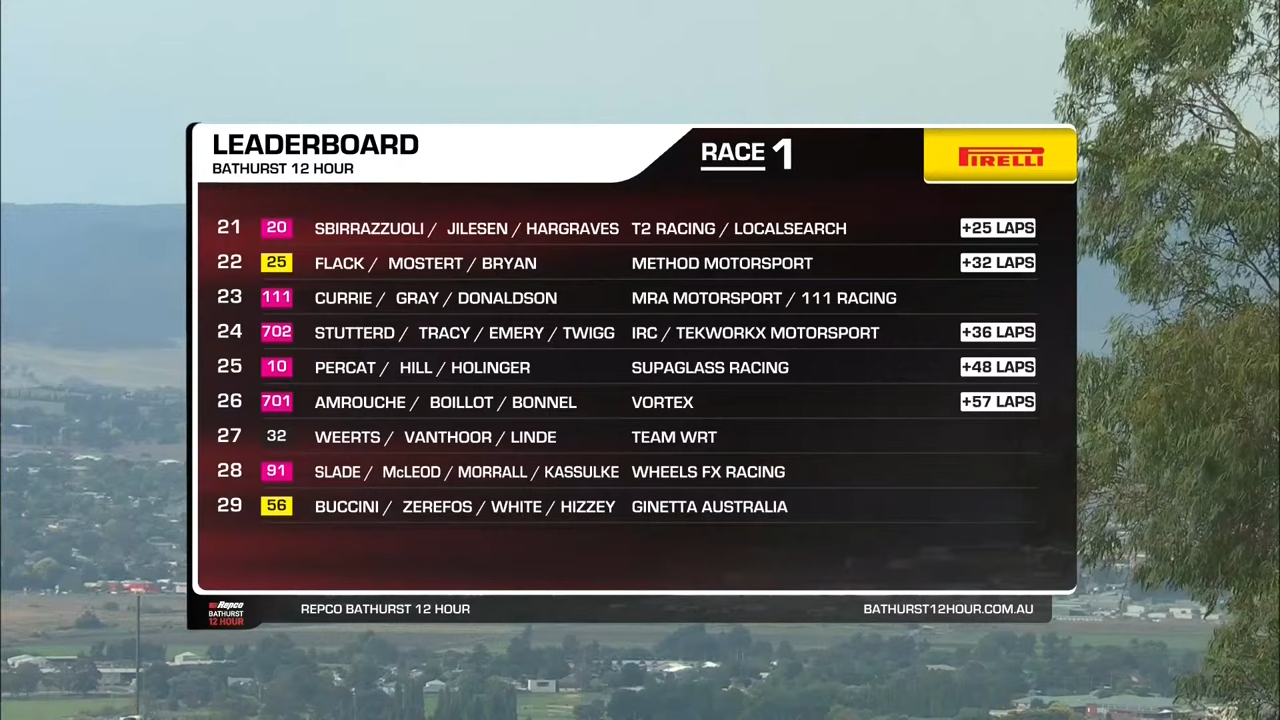 LEADERBOARD
BATHURST 12 HOUR
RACE 1
PIRELLI
21 20 SBIRRAZZUOLI / JILESEN / HARGRAVES T2 RACING / LOCALSEARCH +25 LAPS
22 25 FLACK / MOSTERT / BRYAN METHOD MOTORSPORT +32 LAPS
23 111 CURRIE / GRAY / DONALDSON MRA MOTORSPORT / 111 RACING
24 702 STUTTERD / TRACY / EMERY / TWIGG IRC / TEKWORKX MOTORSPORT +36 LAPS
25 10 PERCAT / HILL / HOLINGER SUPAGLASS RACING +48 LAPS
26 701 AMROUCHE / BOILLOT / BONNEL VORTEX +57 LAPS
27 32 WEERTS / VANTHOOR / LINDE TEAM WRT
28 91 SLADE / McLEOD / MORRALL / KASSULKE WHEELS FX RACING
29 56 BUCCINI / ZEREFOS / WHITE / HIZZEY GINETTA AUSTRALIA
Repco
BATHURST
12 HOUR
REPCO BATHURST 12 HOUR
BATHURST12HOUR.COM.AU